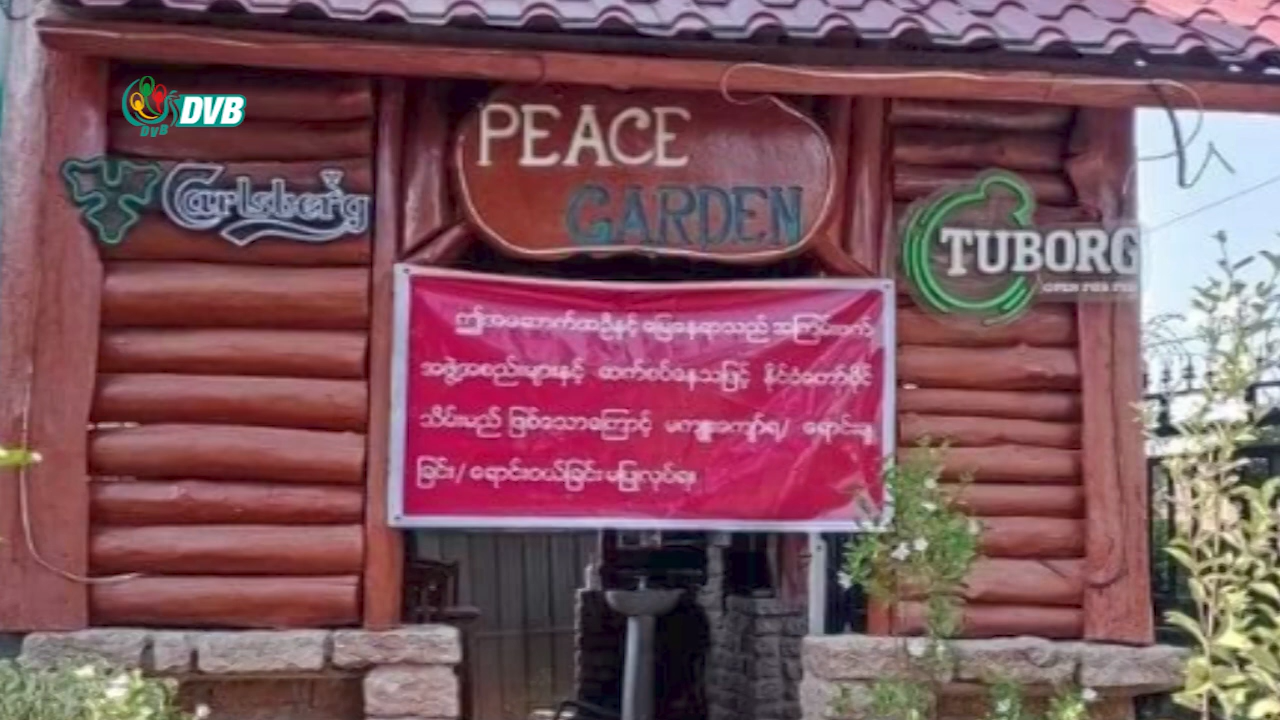 DVB
DVB
Carlsberg
PEACE
GARDEN
TUBORG
ဤအဆောက်အဦနှင့် မြေနေရာသည် အကြမ်းဖက်
အဖွဲ့အစည်းများနှင့် ဆက်စပ်နေသဖြင့် နိုင်ငံတော်ပိုင်
သိမ်းမည် ဖြစ်သောကြောင့် မကျူးကျော်ရ/ ရောင်းချ
ခြင်း/ ရောင်းဝယ်ခြင်း မပြုလုပ်ရ။